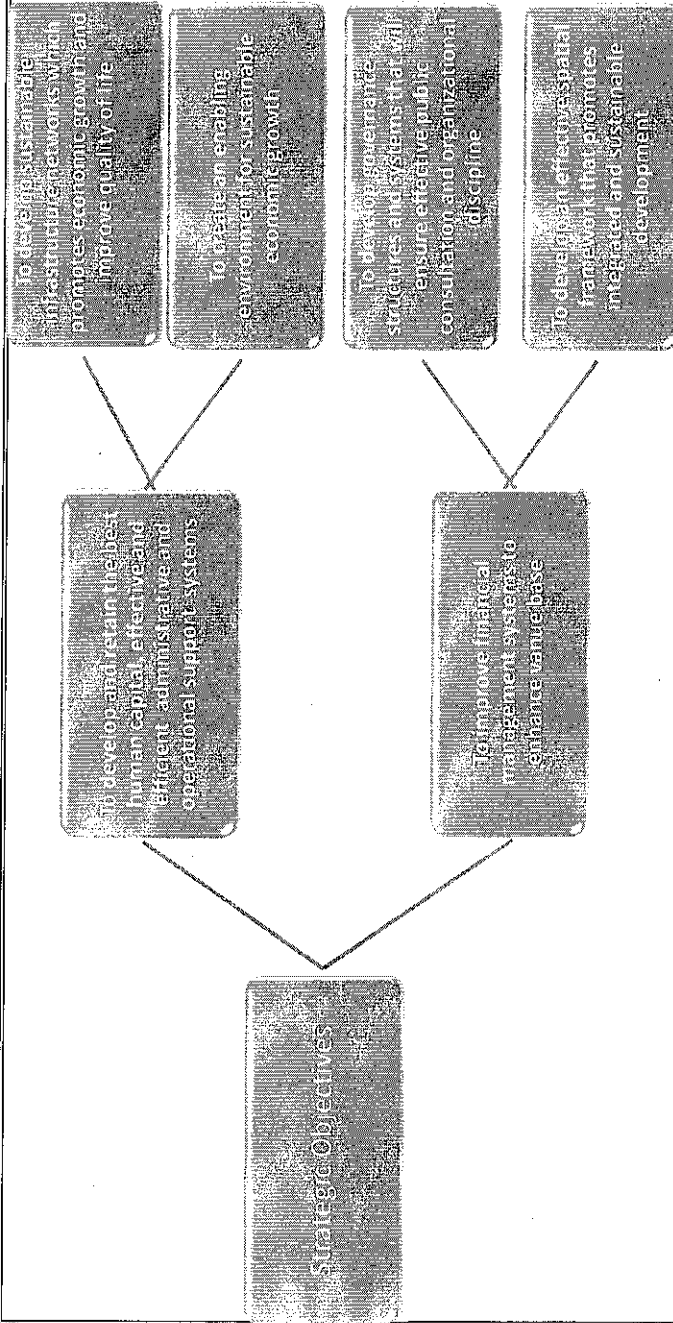 Strategic Objectives
To develop and retain the best
human capital, effective and
efficient administrative and
operational support systems
To improve financial
management systems to
enhance vanue base
To develop sustainable
infrastructure networks which
promotes economic growth and
improve quality of life
To create an enabling
environment for sustainable
economic growth
To develop governance
structures and systems that will
ensure effective public
consultation and organizational
discipline
To develop an effective spatial
framework that promotes
integrated and sustainable
development